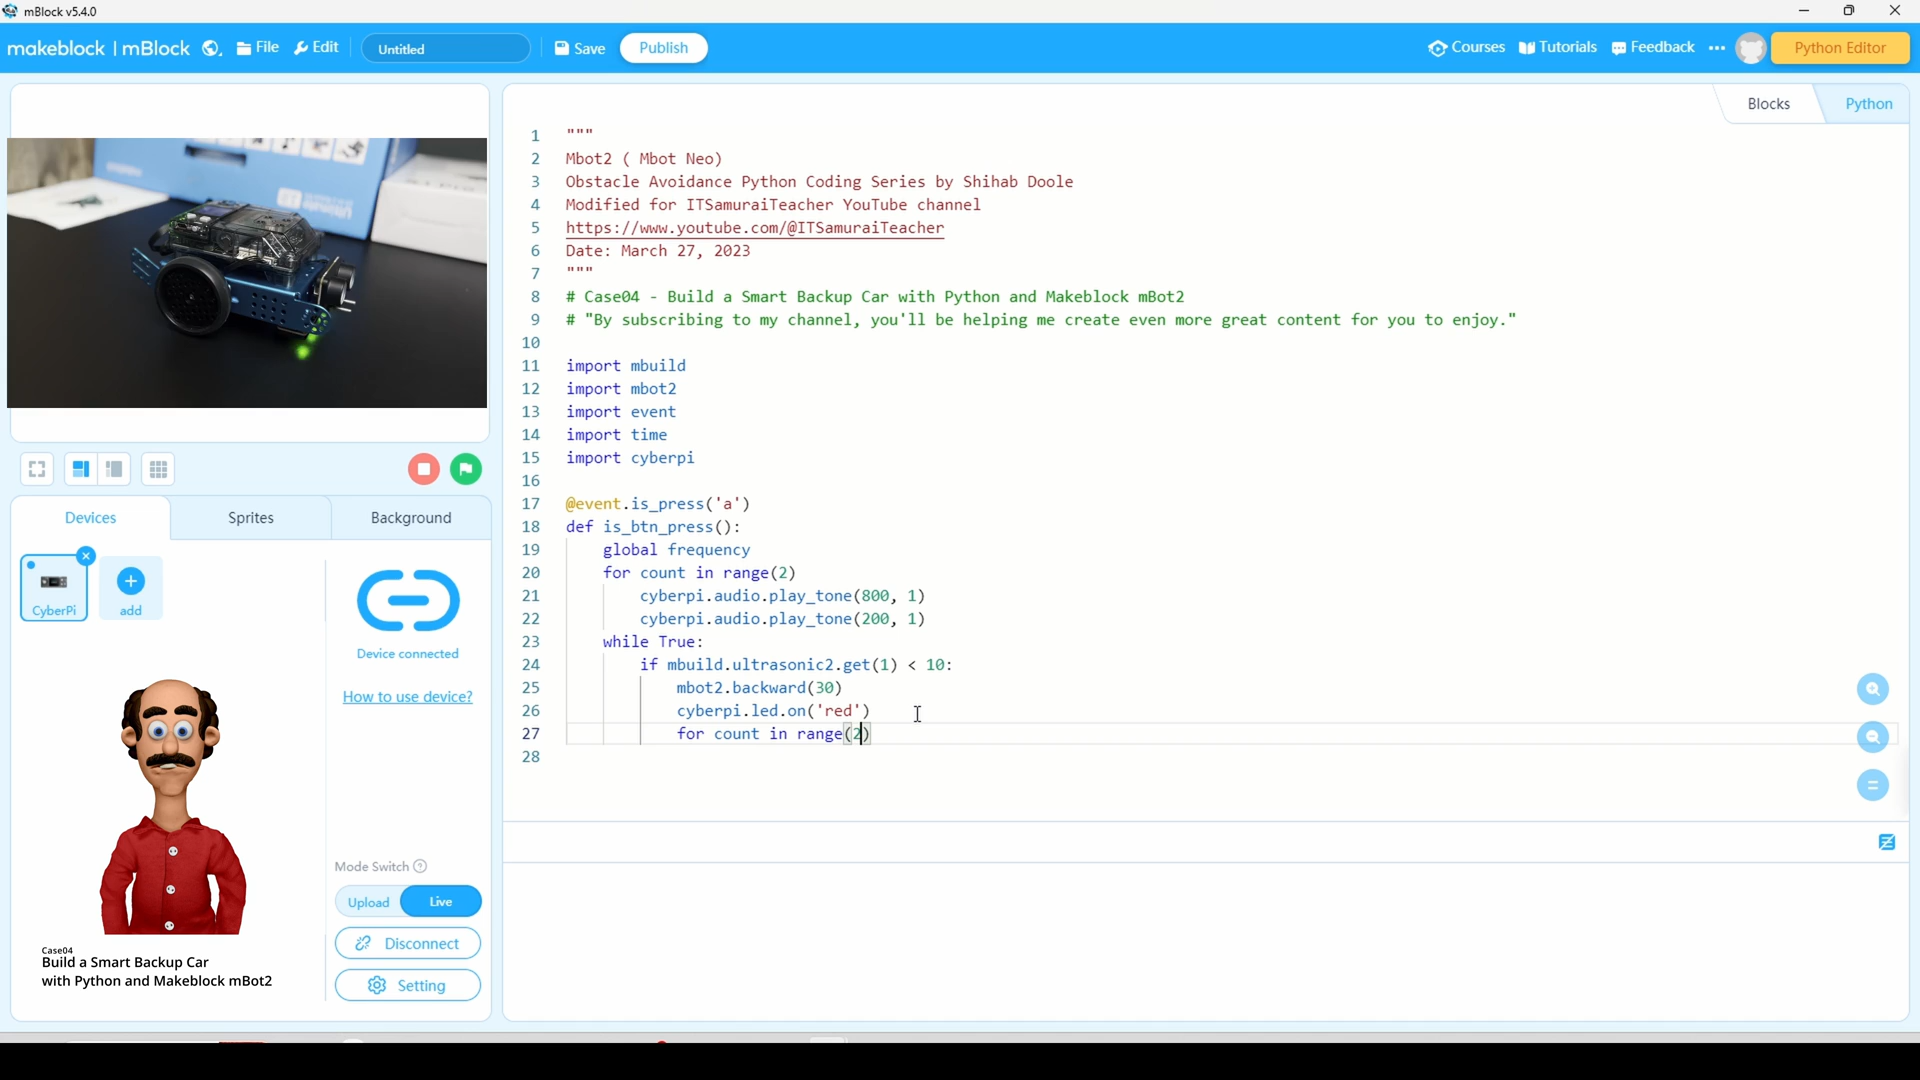 mBlock v5.4.0
makeblock | mBlock File Edit Untitled Save Publish Courses Tutorials Feedback Python Editor
Blocks Python
1 """
2 Mbot2 ( Mbot Neo)
3 Obstacle Avoidance Python Coding Series by Shihab Doole
4 Modified for ITSamuraiTeacher YouTube channel
5 https://www.youtube.com/@ITSamuraiTeacher
6 Date: March 27, 2023
7 """
8 # Case04 - Build a Smart Backup Car with Python and Makeblock mBot2
9 # "By subscribing to my channel, you'll be helping me create even more great content for you to enjoy."
10
11 import mbuild
12 import mbot2
13 import event
14 import time
15 import cyberpi
16
17 @event.is_press('a')
18 def is_btn_press():
19 global frequency
20 for count in range(2)
21 cyberpi.audio.play_tone(800, 1)
22 cyberpi.audio.play_tone(200, 1)
23 while True:
24 if mbuild.ultrasonic2.get(1) < 10:
25 mbot2.backward(30)
26 cyberpi.led.on('red')
27 for count in range(2)
28
Devices Sprites Background
CyberPi
add
Device connected
How to use device?
Mode Switch
Upload Live
Disconnect
Setting
Case04
Build a Smart Backup Car
with Python and Makeblock mBot2